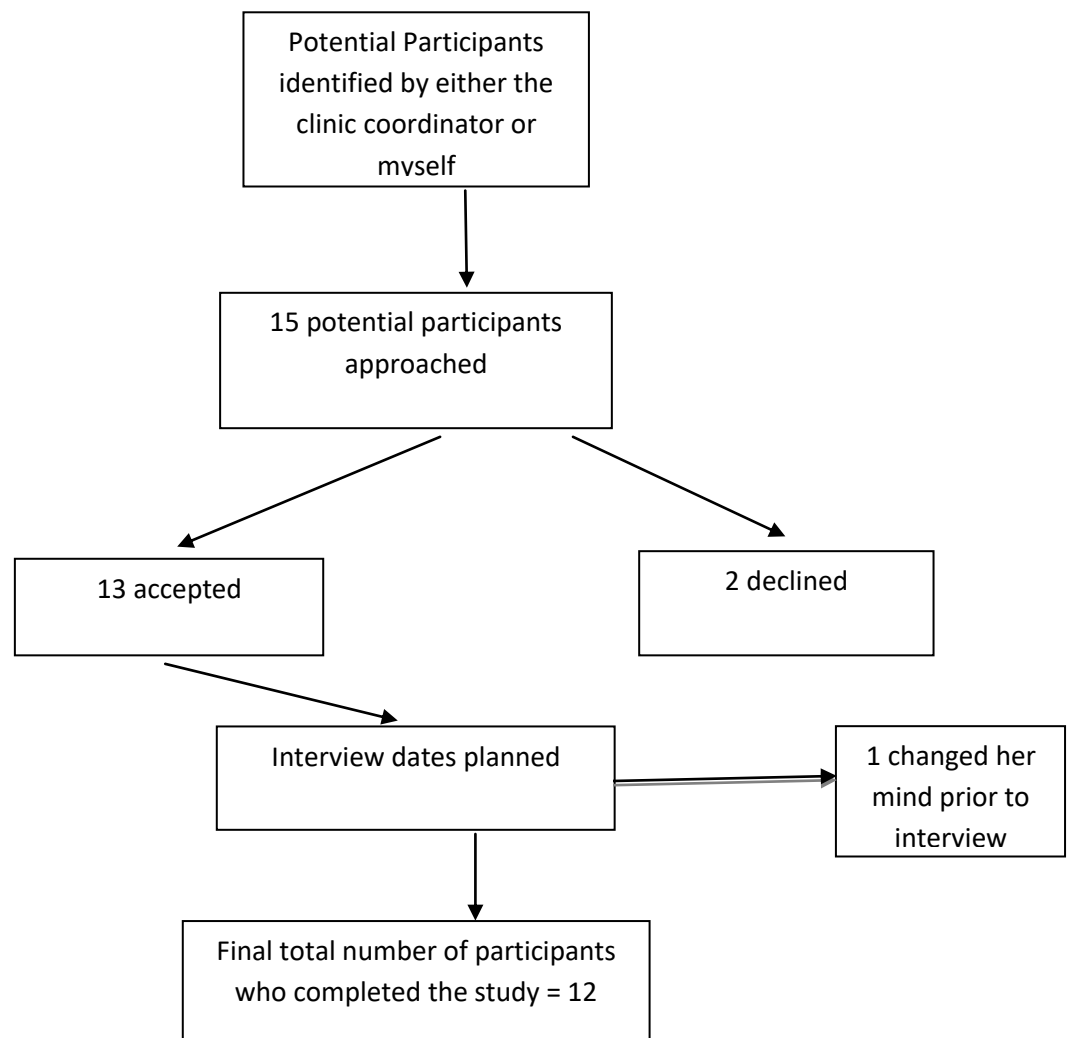 Potential Participants
identified by either the
clinic coordinator or
myself
15 potential participants
approached
13 accepted
2 declined
Interview dates planned
1 changed her
mind prior to
interview
Final total number of participants
who completed the study = 12